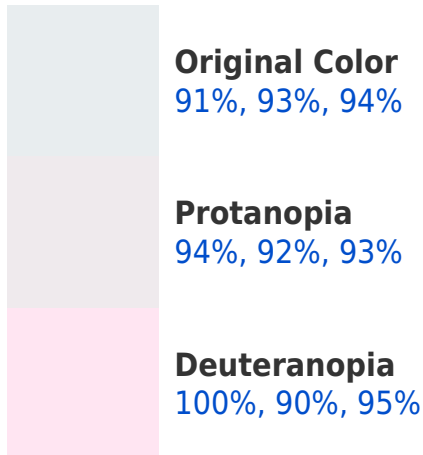 Original Color
91%, 93%, 94%
Protanopia
94%, 92%, 93%
Deuteranopia
100%, 90%, 95%